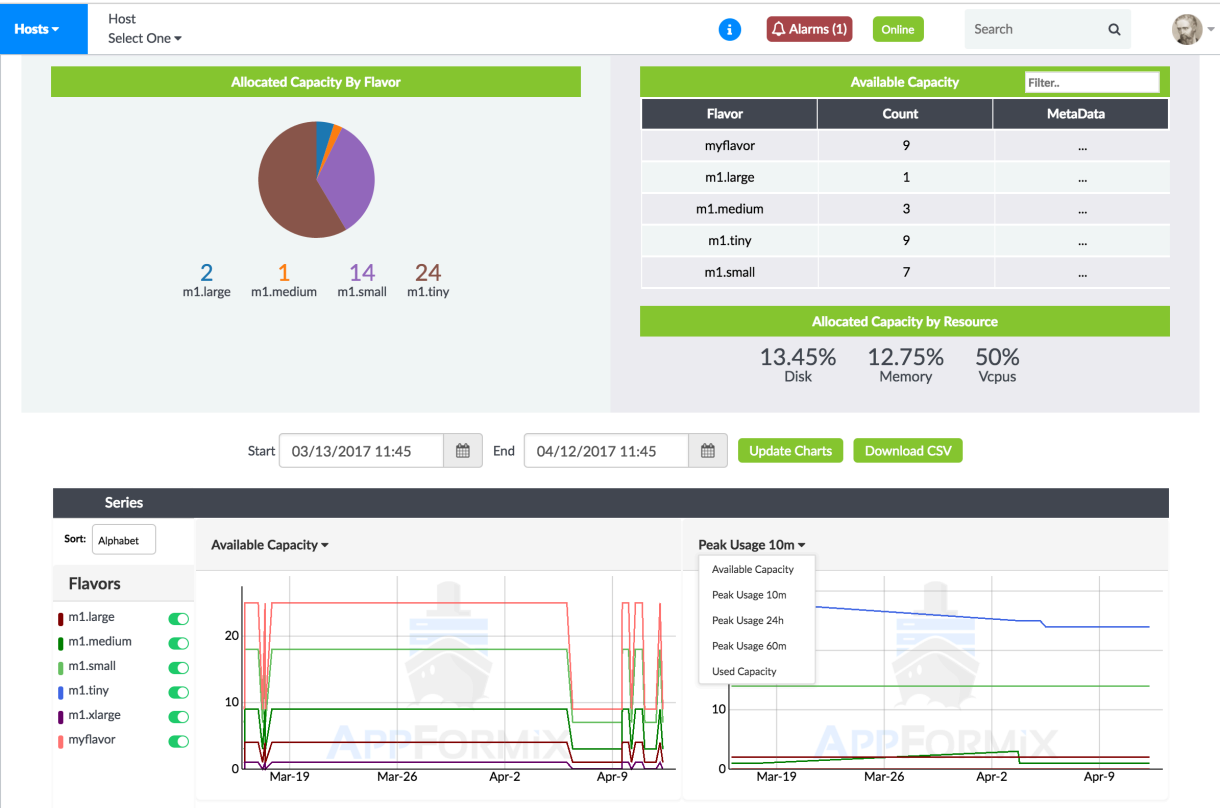 Hosts
Host
Select One
i
Alarms (1)
Online
Search
Allocated Capacity By Flavor
2 1 14 24
m1.large m1.medium m1.small m1.tiny
Available Capacity Filter..
Flavor Count MetaData
myflavor 9 ...
m1.large 1 ...
m1.medium 3 ...
m1.tiny 9 ...
m1.small 7 ...
Allocated Capacity by Resource
13.45% 12.75% 50%
Disk Memory Vcpus
Start 03/13/2017 11:45 End 04/12/2017 11:45 Update Charts Download CSV
Series
Sort: Alphabet
Flavors
m1.large
m1.medium
m1.small
m1.tiny
m1.xlarge
myflavor
Available Capacity
20
10
0
Mar-19 Mar-26 Apr-2 Apr-9
APPFORMIX
Peak Usage 10m
Available Capacity
Peak Usage 10m
Peak Usage 24h
Peak Usage 60m
Used Capacity
10
0
Mar-19 Mar-26 Apr-2 Apr-9
APPFORMIX